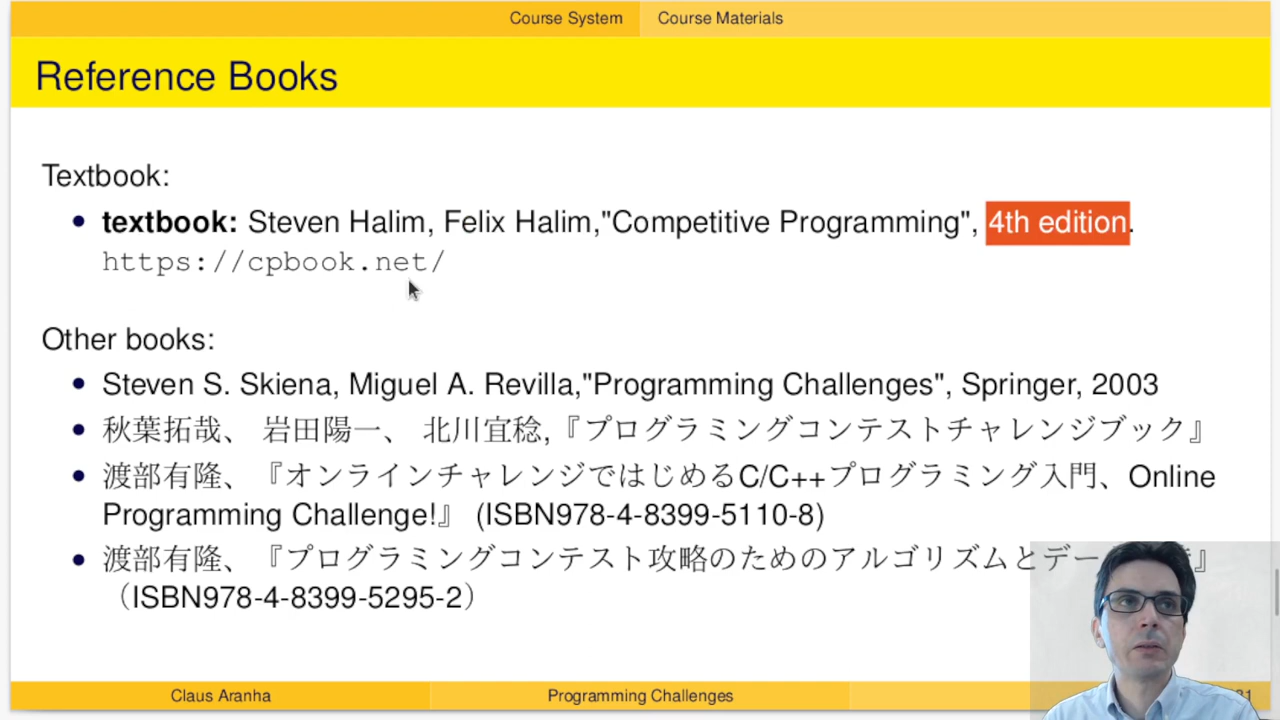 Course System Course Materials
Reference Books
Textbook:
• textbook: Steven Halim, Felix Halim,"Competitive Programming", 4th edition.
https://cpbook.net/
Other books:
• Steven S. Skiena, Miguel A. Revilla,"Programming Challenges", Springer, 2003
• 秋葉拓哉、 岩田陽一、 北川宜稔,『プログラミングコンテストチャレンジブック』
• 渡部有隆、『オンラインチャレンジではじめるC/C++プログラミング入門、Online
Programming Challenge!』 (ISBN978-4-8399-5110-8)
• 渡部有隆、『プログラミングコンテスト攻略のためのアルゴリズムとデー 』
（ISBN978-4-8399-5295-2）
Claus Aranha Programming Challenges 31